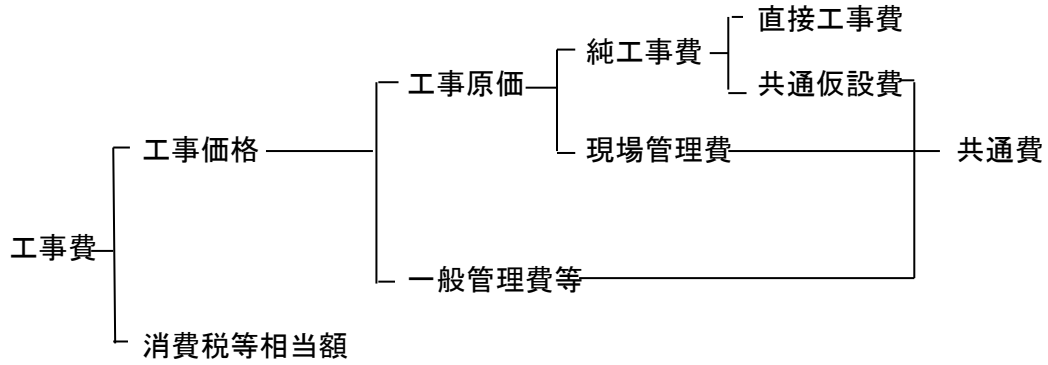 直接工事費
純工事費
工事原価
共通仮設費
工事価格
現場管理費
共通費
工事費
一般管理費等
消費税等相当額